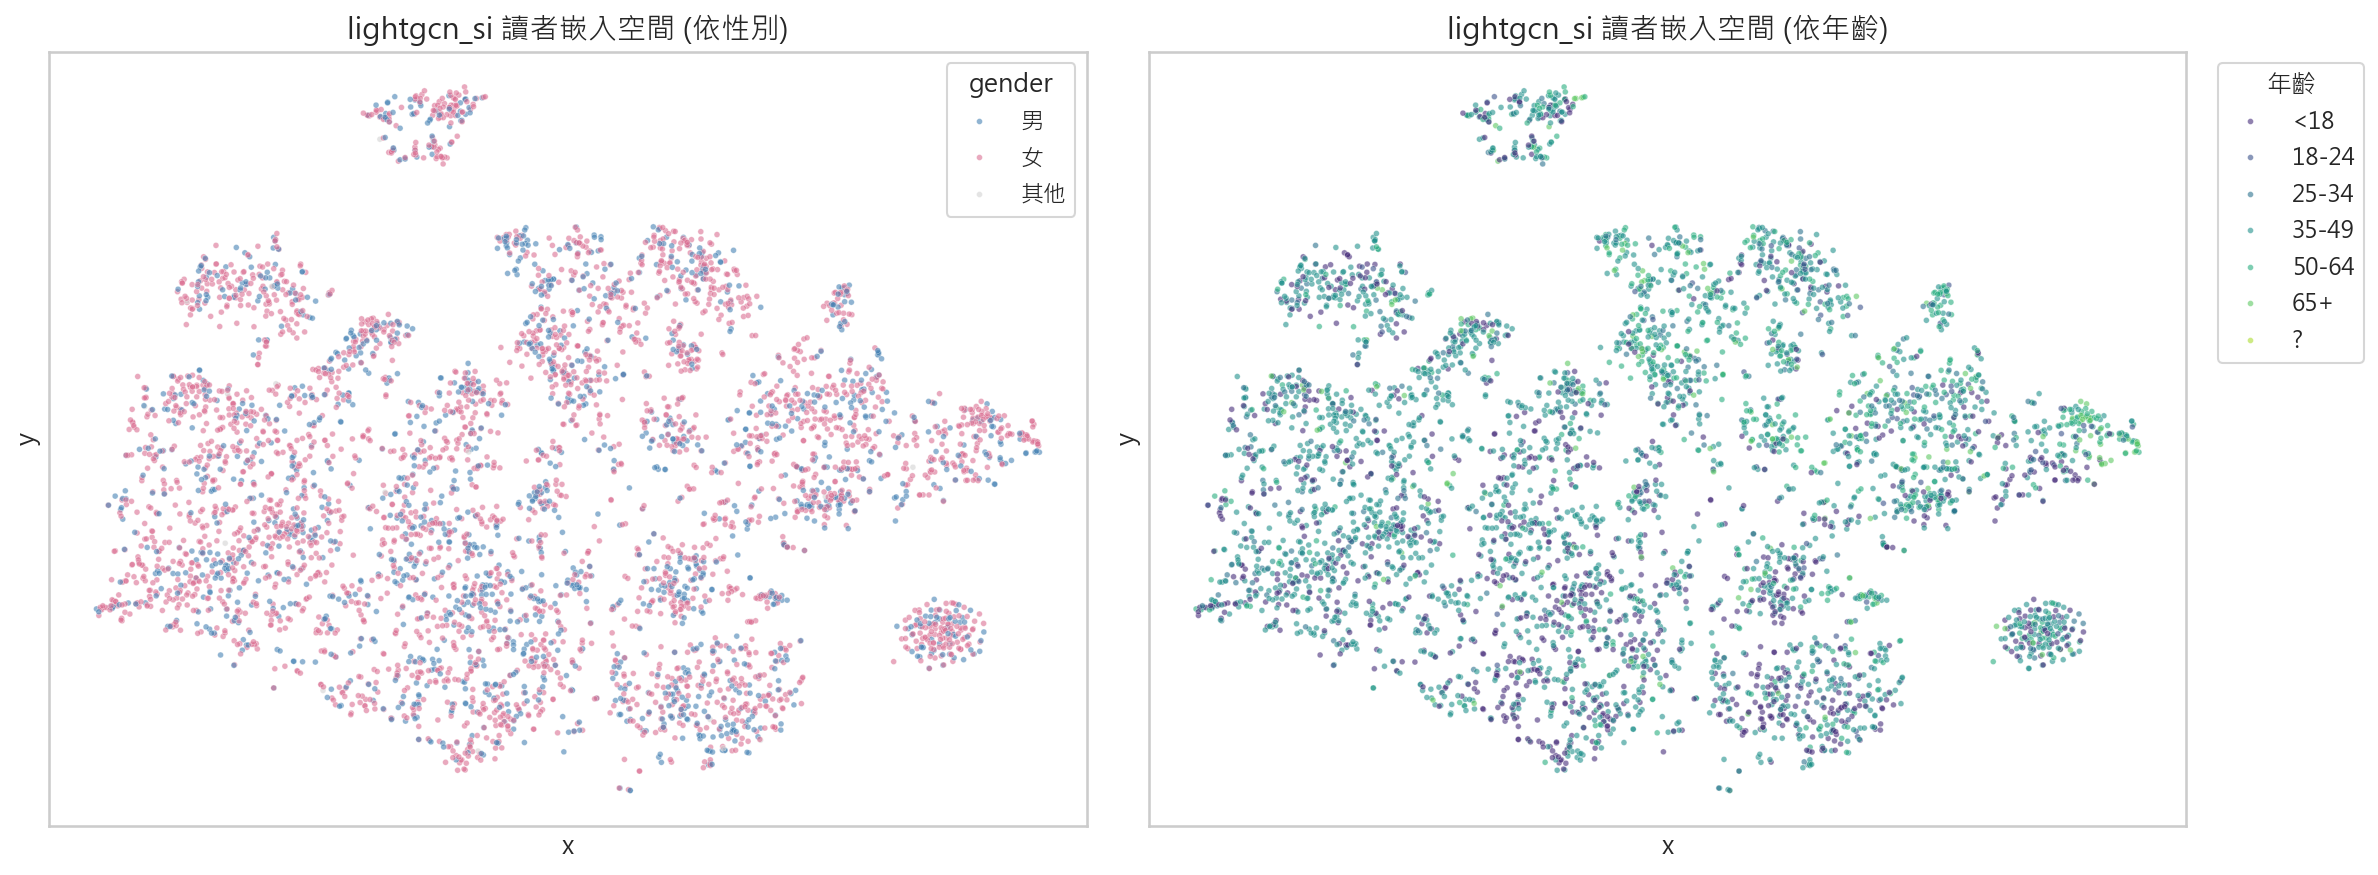 lightgcn_si 讀者嵌入空間 (依性別)
gender
男
女
其他
y
x
lightgcn_si 讀者嵌入空間 (依年齡)
年齡
<18
18-24
25-34
35-49
50-64
65+
?
y
x